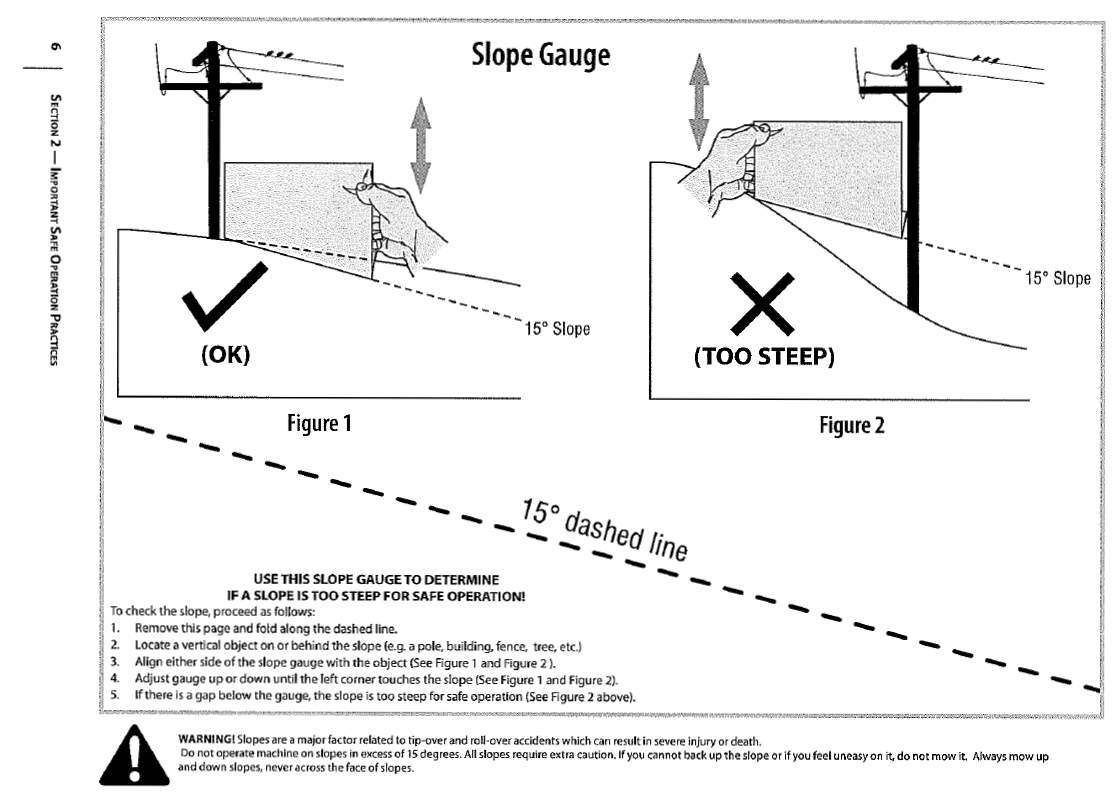 6
SECTION 2 — IMPORTANT SAFE OPERATION PRACTICES
Slope Gauge
15° Slope
(OK)
Figure 1
15° Slope
(TOO STEEP)
Figure 2
15° dashed line
USE THIS SLOPE GAUGE TO DETERMINE
IF A SLOPE IS TOO STEEP FOR SAFE OPERATION!
To check the slope, proceed as follows:
1. Remove this page and fold along the dashed line.
2. Locate a vertical object on or behind the slope (e.g. a pole, building, fence, tree, etc.)
3. Align either side of the slope gauge with the object (See Figure 1 and Figure 2 ).
4. Adjust gauge up or down until the left corner touches the slope (See Figure 1 and Figure 2).
5. If there is a gap below the gauge, the slope is too steep for safe operation (See Figure 2 above).
WARNING! Slopes are a major factor related to tip-over and roll-over accidents which can result in severe injury or death.
Do not operate machine on slopes in excess of 15 degrees. All slopes require extra caution. If you cannot back up the slope or if you feel uneasy on it, do not mow it. Always mow up
and down slopes, never across the face of slopes.